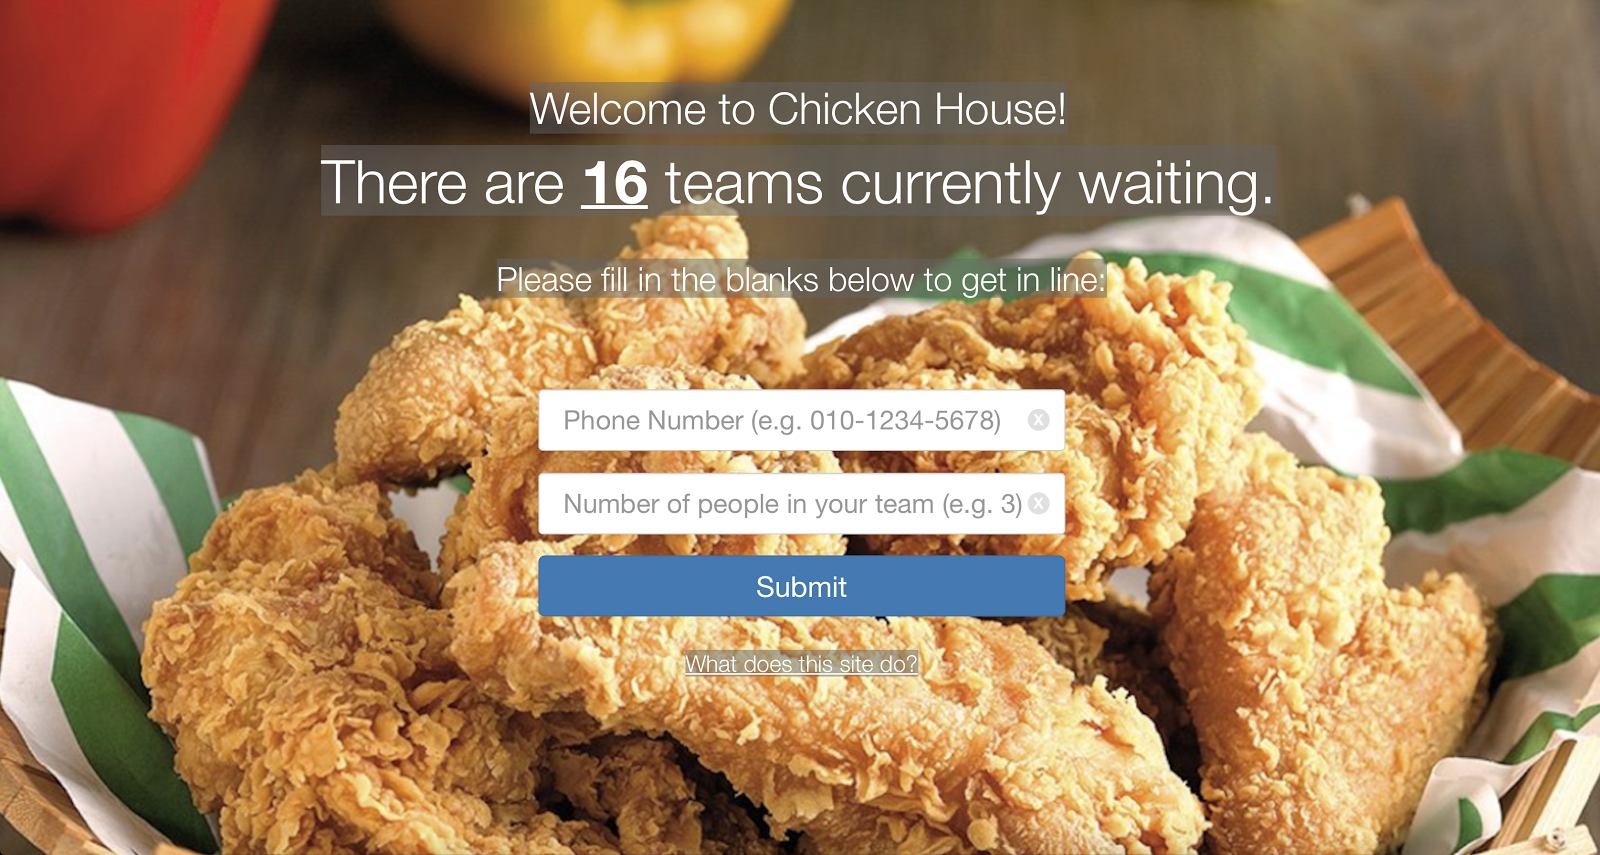 Welcome to Chicken House!
There are 16 teams currently waiting.
Please fill in the blanks below to get in line:
Phone Number (e.g. 010-1234-5678)
Number of people in your team (e.g. 3)
Submit
What does this site do?